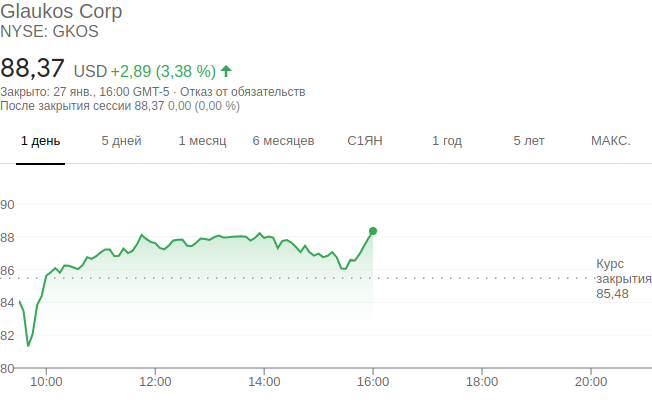 Glaukos Corp
NYSE: GKOS
88,37 USD +2,89 (3,38 %)
Закрыто: 27 янв., 16:00 GMT-5 · Отказ от обязательств
После закрытия сессии 88,37 0,00 (0,00 %)
1 день 5 дней 1 месяц 6 месяцев С1ЯН 1 год 5 лет МАКС.
90
88
86
84
82
80
Курс
закрытия
85,48
10:00 12:00 14:00 16:00 18:00 20:00